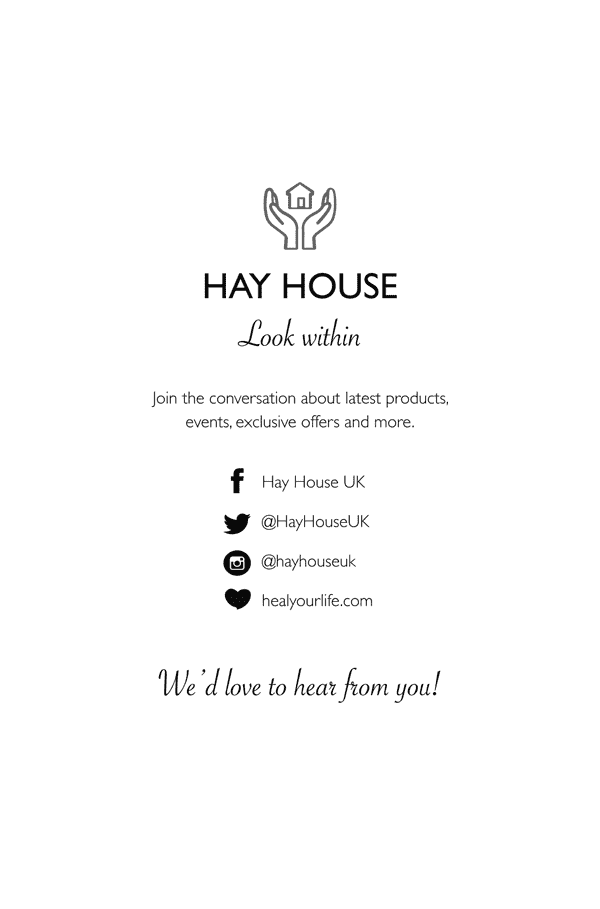 HAY HOUSE
Look within
Join the conversation about latest products,
events, exclusive offers and more.
Hay House UK
@HayHouseUK
@hayhouseuk
healyourlife.com
We'd love to hear from you!